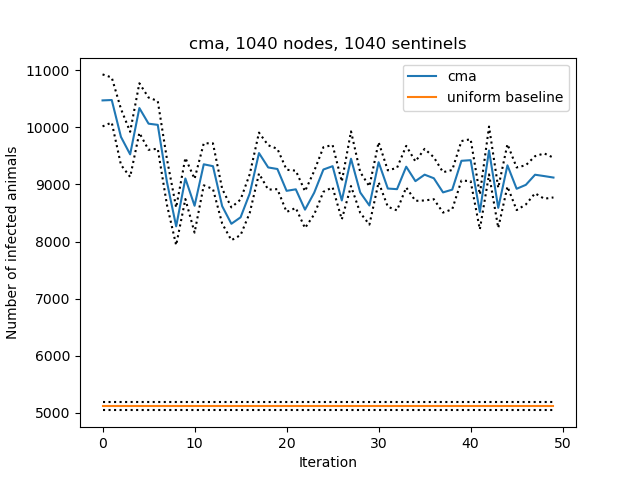 cma, 1040 nodes, 1040 sentinels
cma
uniform baseline
Number of infected animals
11000
10000
9000
8000
7000
6000
5000
0 10 20 30 40 50
Iteration